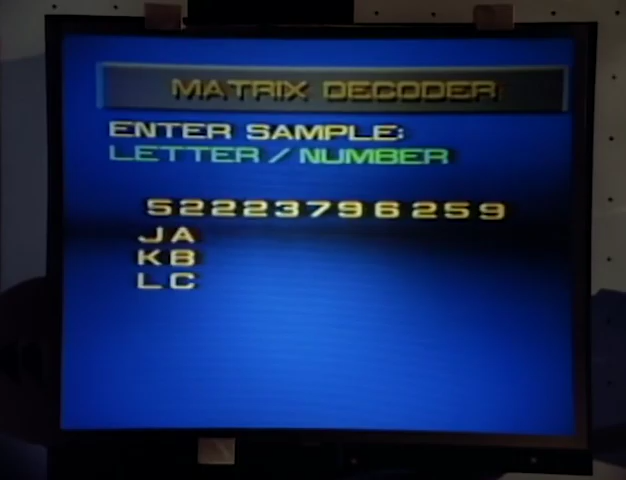 MATRIX DECODER
ENTER SAMPLE:
LETTER / NUMBER
52223796259
JA
KB
LC